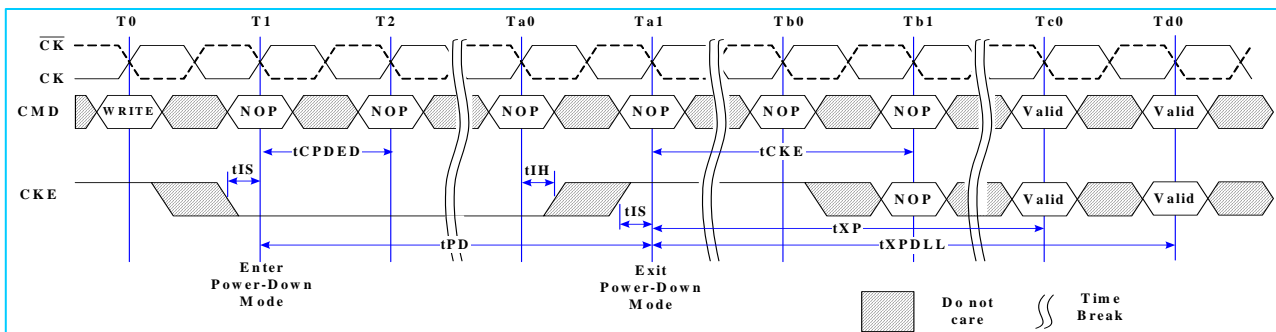 T0 T1 T2 Ta0 Ta1 Tb0 Tb1 Tc0 Td0
CK
CK
CMD WRITE NOP NOP NOP NOP NOP NOP Valid Valid
tCPDED tCKE
tIS tIH
CKE NOP Valid Valid
tIS
tXP
tPD tXPDLL
Enter
Power-Down
Mode
Exit
Power-Down
Mode
Do not
care
Time
Break